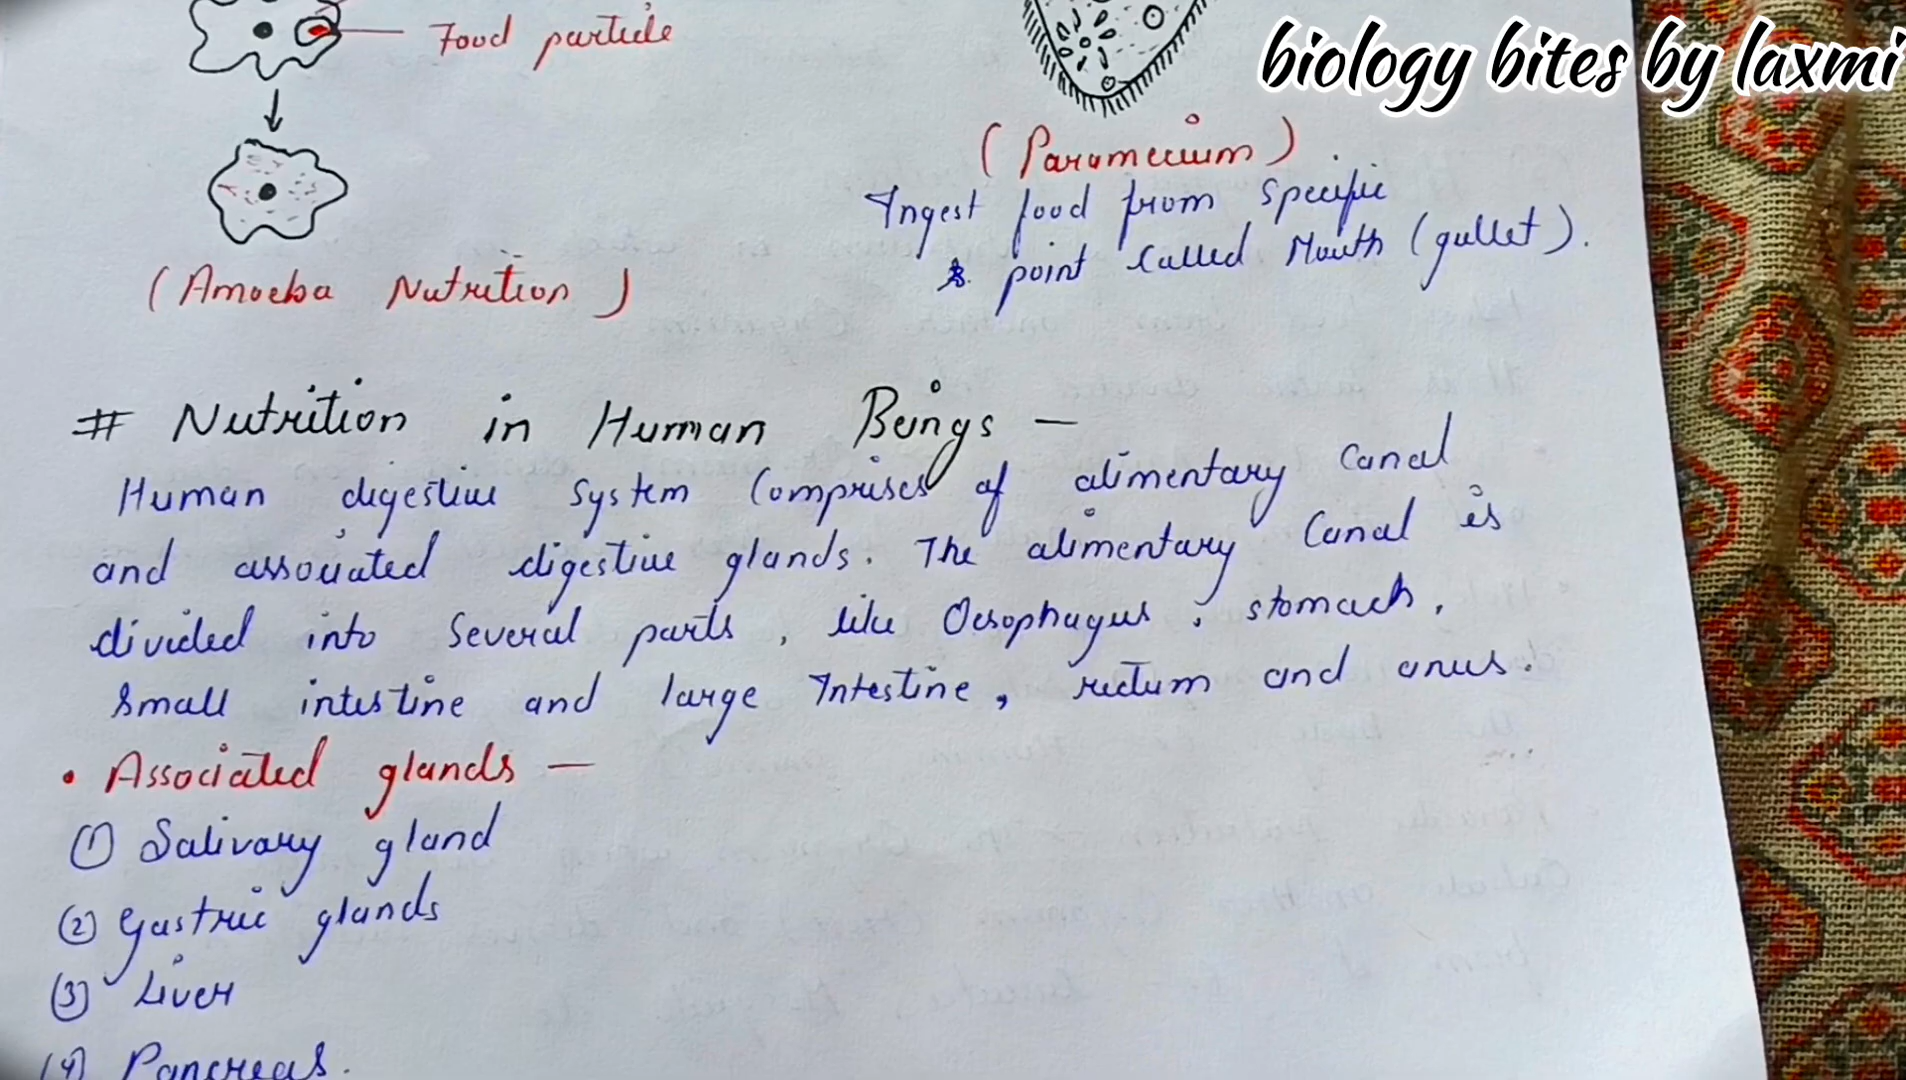 biology bites by laxmi
Food particle
(Paramecium)
Ingest food from specific
point called Mouth (gullet).
(Amoeba Nutrition)
# Nutrition in Human Beings -
Human digestive system comprises of alimentary canal
and associated digestive glands. The alimentary canal is
divided into several parts, like Oesophagus, stomach,
small intestine and large Intestine, rectum and anus.
• Associated glands -
(1) Salivary gland
(2) gastric glands
(3) Liver
(4) Pancreas.